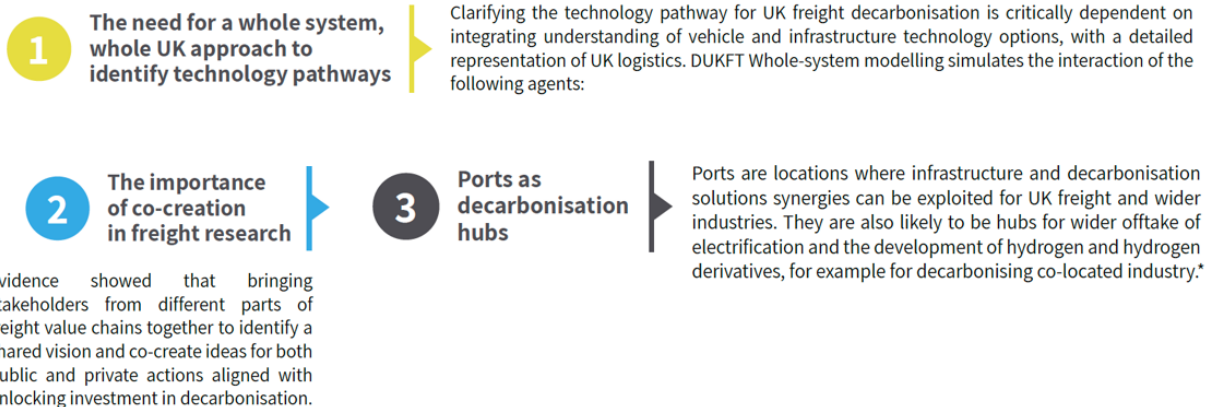 1
The need for a whole system,
whole UK approach to
identify technology pathways
Clarifying the technology pathway for UK freight decarbonisation is critically dependent on
integrating understanding of vehicle and infrastructure technology options, with a detailed
representation of UK logistics. DUKFT Whole-system modelling simulates the interaction of the
following agents:
2
The importance
of co-creation
in freight research
vidence showed that bringing
takeholders from different parts of
eight value chains together to identify a
hared vision and co-create ideas for both
ublic and private actions aligned with
nlocking investment in decarbonisation.
3
Ports as
decarbonisation
hubs
Ports are locations where infrastructure and decarbonisation
solutions synergies can be exploited for UK freight and wider
industries. They are also likely to be hubs for wider offtake of
electrification and the development of hydrogen and hydrogen
derivatives, for example for decarbonising co-located industry.*